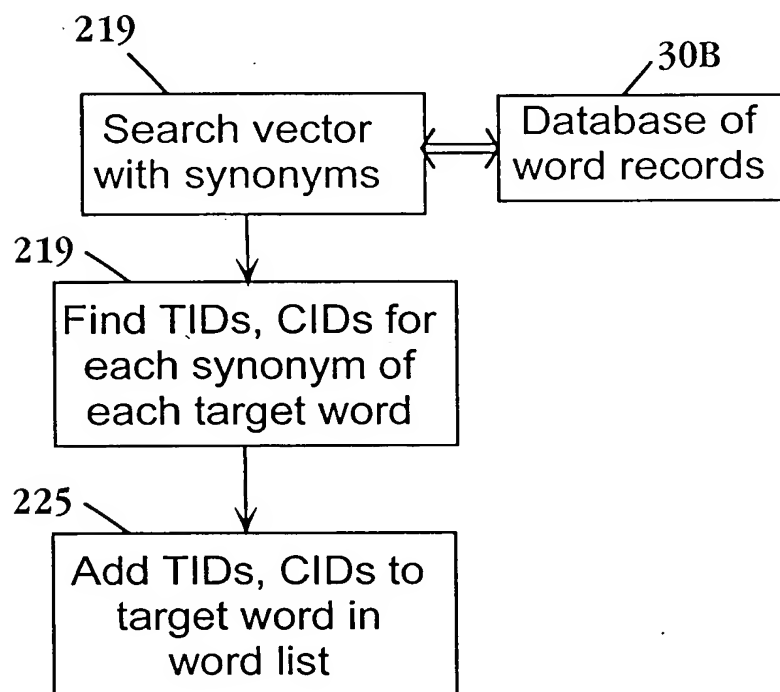 219
30B
Search vector
with synonyms
Database of
word records
219
Find TIDs, CIDs for
each synonym of
each target word
225
Add TIDs, CIDs to
target word in
word list